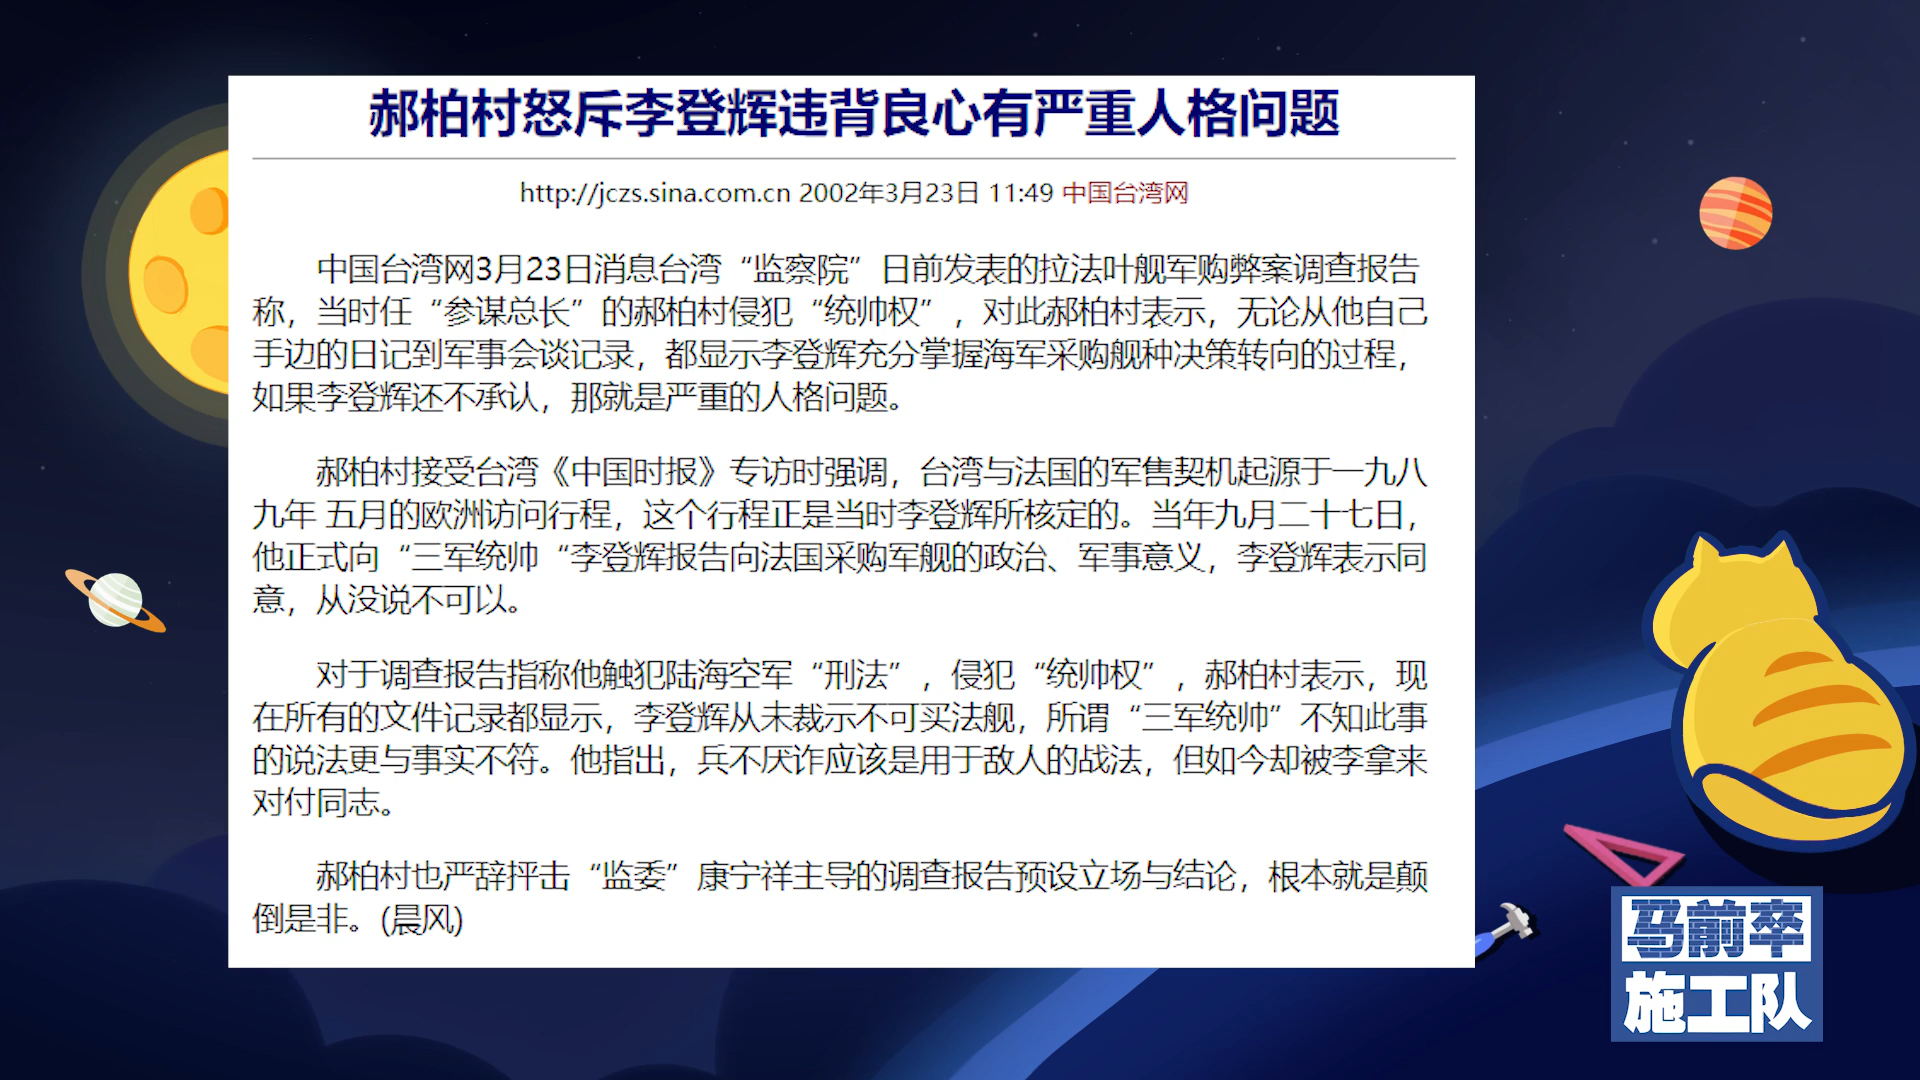 郝柏村怒斥李登辉违背良心有严重人格问题
http://jczs.sina.com.cn 2002年3月23日 11:49 中国台湾网
中国台湾网3月23日消息台湾“监察院”日前发表的拉法叶舰军购弊案调查报告
称，当时任“参谋总长”的郝柏村侵犯“统帅权”，对此郝柏村表示，无论从他自己
手边的日记到军事会谈记录，都显示李登辉充分掌握海军采购舰种决策转向的过程，
如果李登辉还不承认，那就是严重的人格问题。
郝柏村接受台湾《中国时报》专访时强调，台湾与法国的军售契机起源于一九八
九年 五月的欧洲访问行程，这个行程正是当时李登辉所核定的。当年九月二十七日，
他正式向“三军统帅“李登辉报告向法国采购军舰的政治、军事意义，李登辉表示同
意，从没说不可以。
对于调查报告指称他触犯陆海空军“刑法”，侵犯“统帅权”，郝柏村表示，现
在所有的文件记录都显示，李登辉从未裁示不可买法舰，所谓“三军统帅”不知此事
的说法更与事实不符。他指出，兵不厌诈应该是用于敌人的战法，但如今却被李拿来
对付同志。
郝柏村也严辞抨击“监委”康宁祥主导的调查报告预设立场与结论，根本就是颠
倒是非。(晨风)
马前卒
施工队